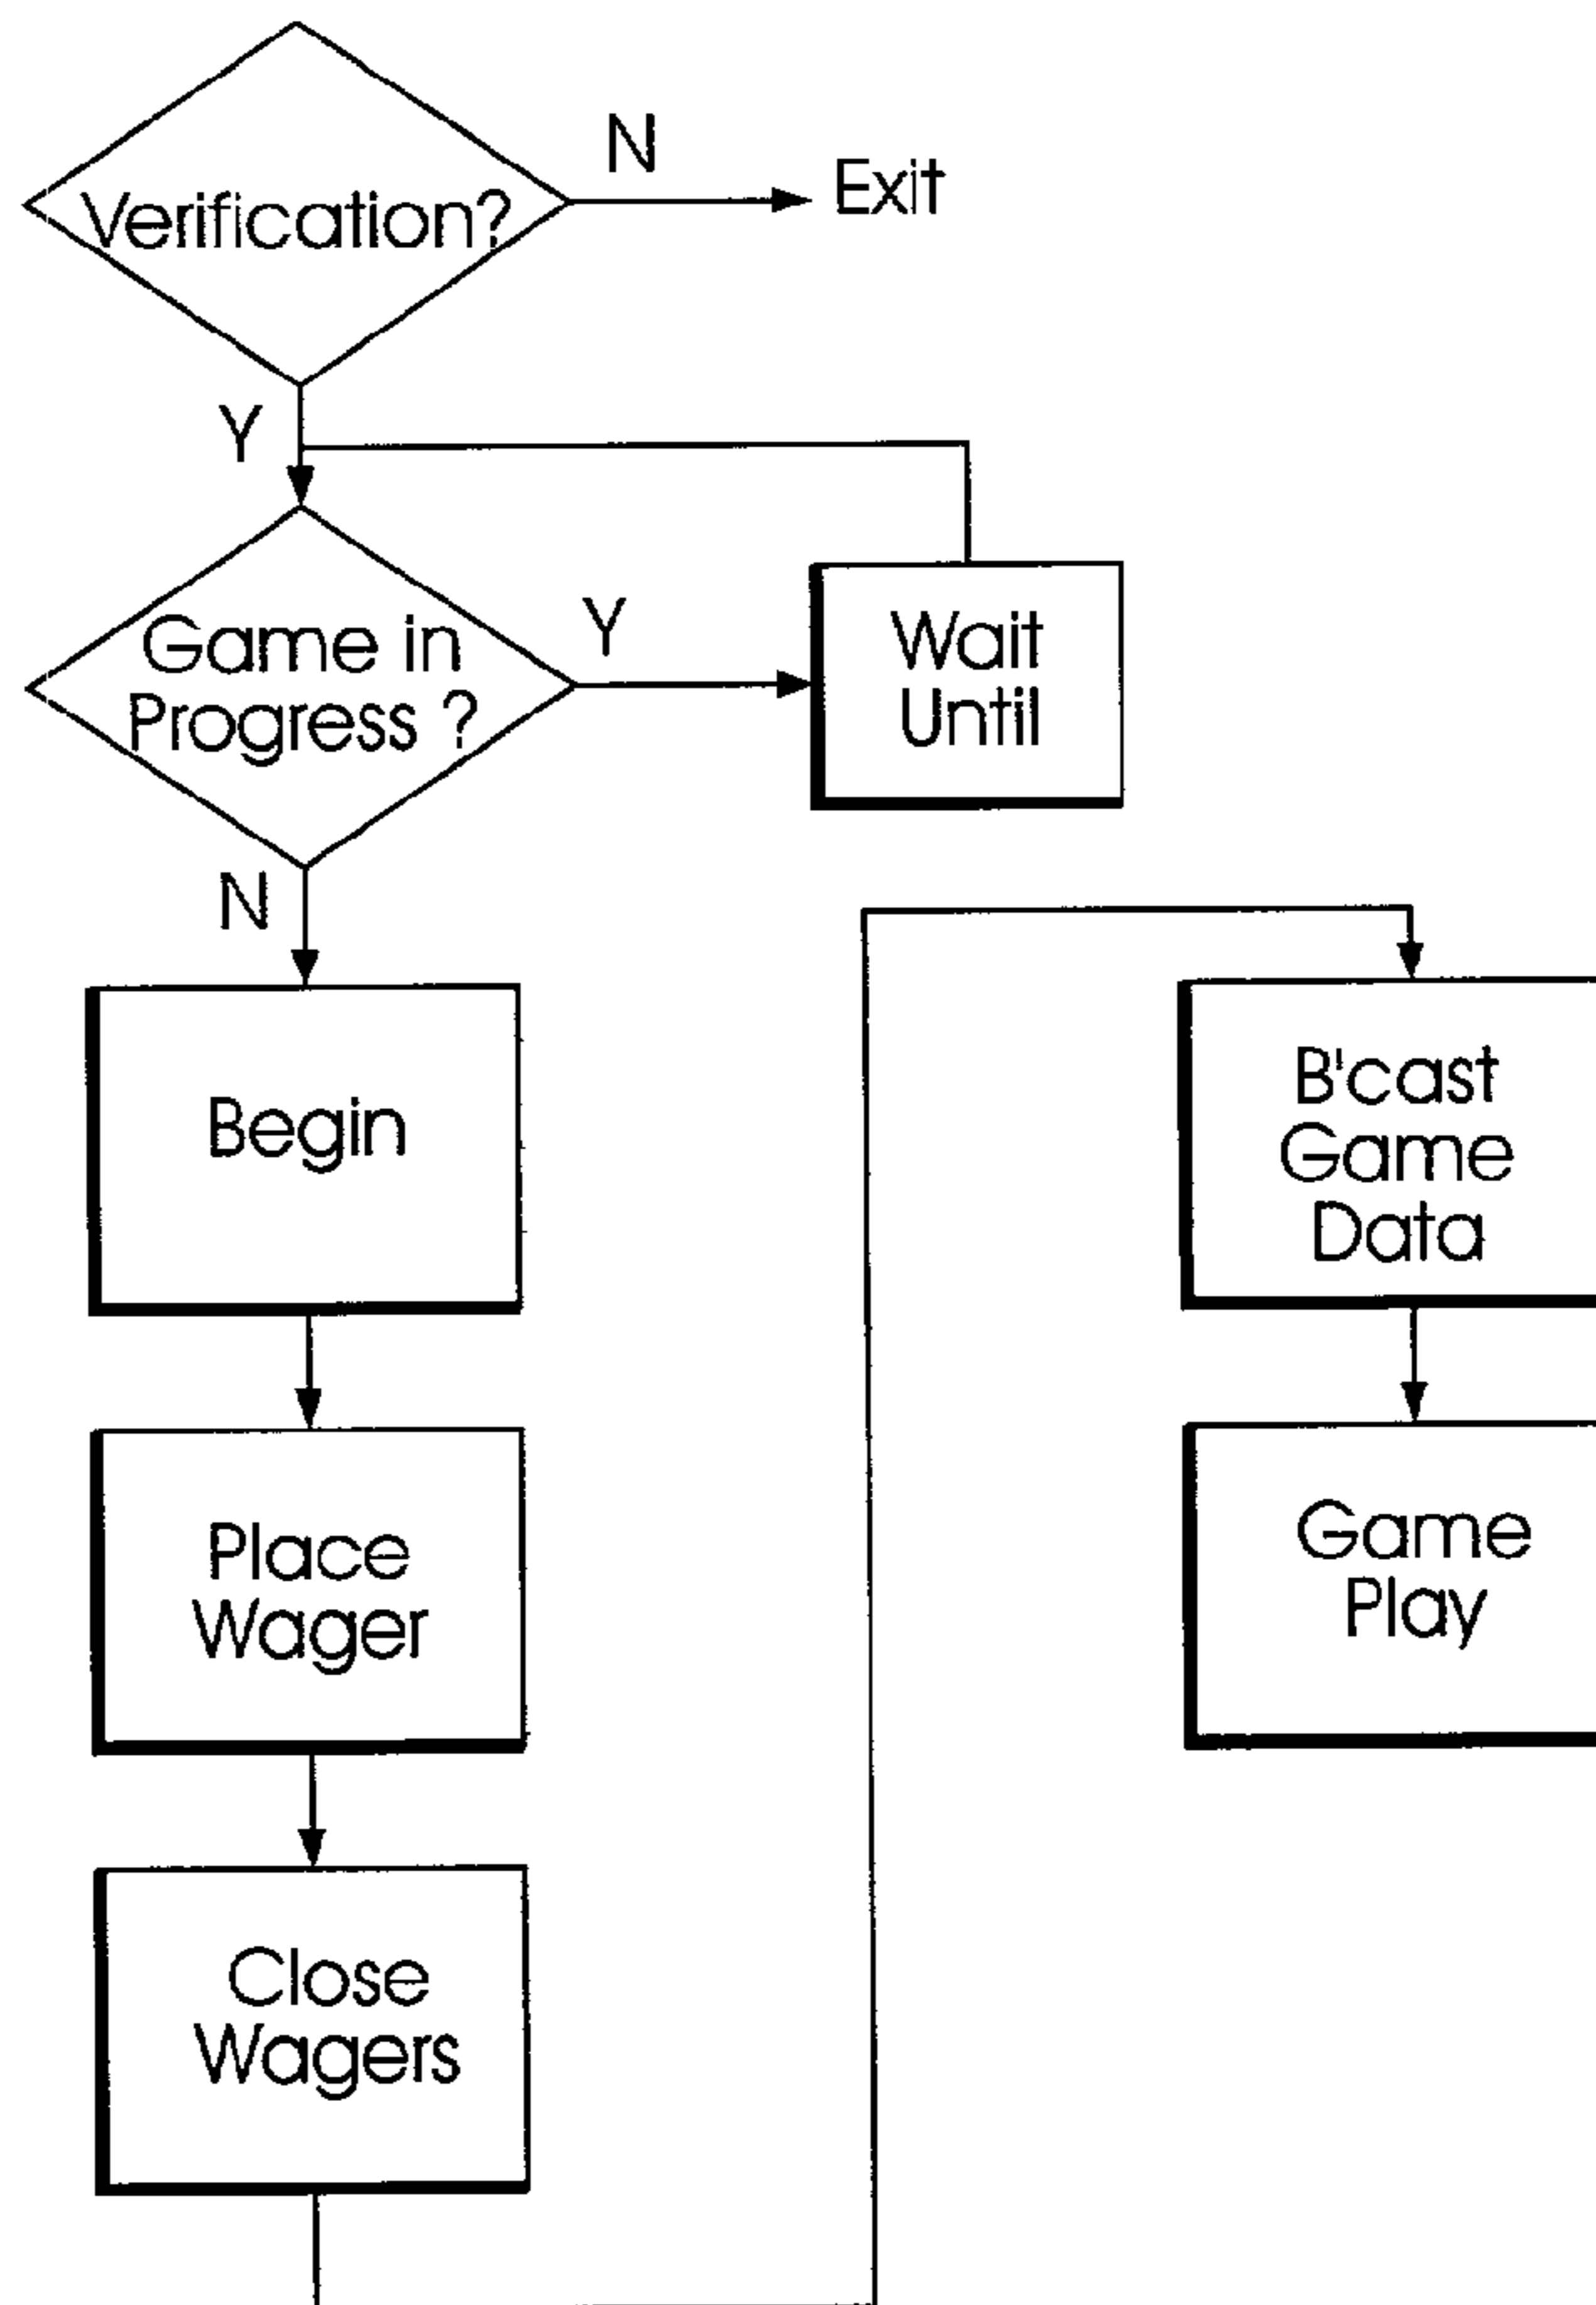 N
Exit
Verification?
Y
Game in
Progress ?
Y
Wait
Until
N
Begin
Place
Wager
Close
Wagers
B'cast
Game
Data
Game
Play